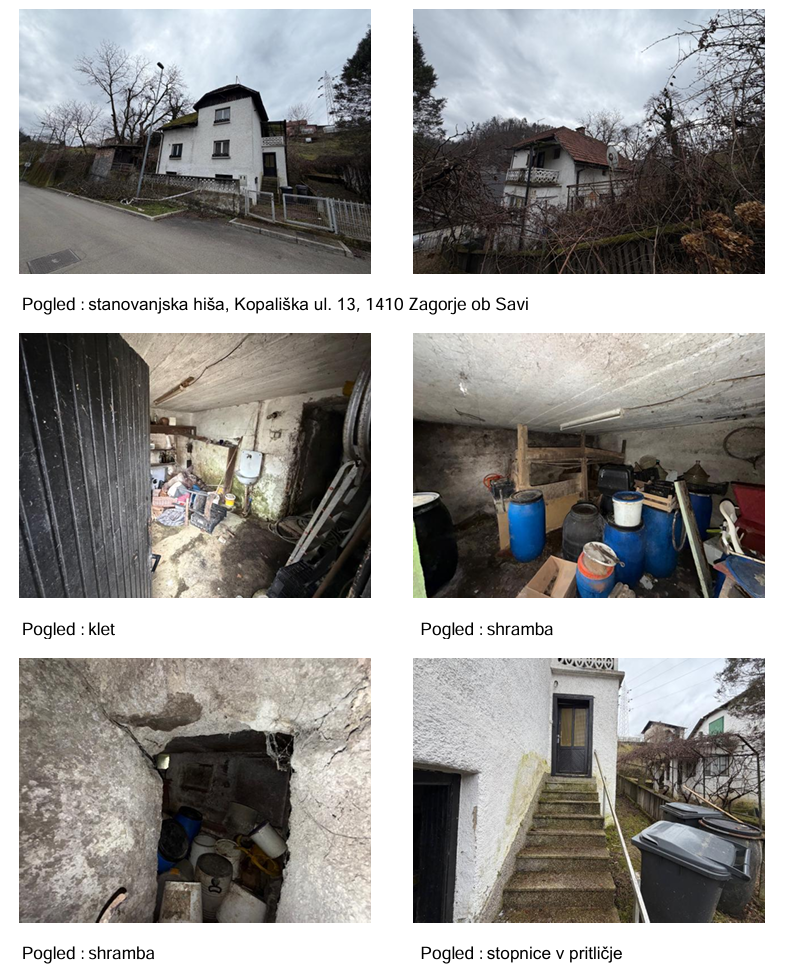 Pogled : stanovanjska hiša, Kopališka ul. 13, 1410 Zagorje ob Savi
Pogled : klet
Pogled : shramba
Pogled : shramba
Pogled : stopnice v pritličje